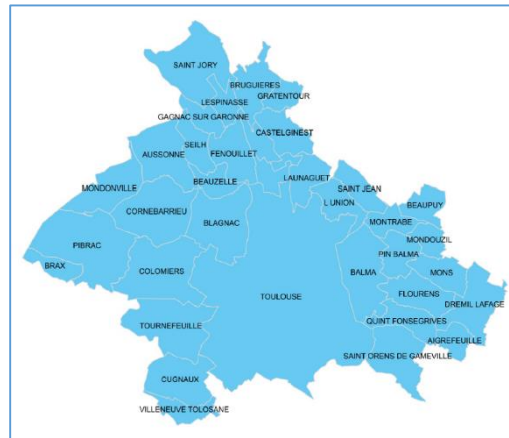 SAINT JORY
BRUGUIERES
LESPINASSE
GRATENTOUR
GAGNAC SUR GARONNE
CASTELGINEST
SEILH
AUSSONNE
FENOUILLET
LAUNAGUET
BEAUZELLE
MONDONVILLE
SAINT JEAN
L UNION
BEAUPUY
CORNEBARRIEU
BLAGNAC
MONTRABE
MONDOUZIL
PIBRAC
PIN BALMA
BRAX
COLOMIERS
BALMA
MONS
FLOURENS
TOULOUSE
DREMIL LAFAGE
TOURNEFEUILLE
QUINT FONSEGRIVES
AIGREFEUILLE
SAINT ORENS DE GAMEVILLE
CUGNAUX
VILLENEUVE TOLOSANE